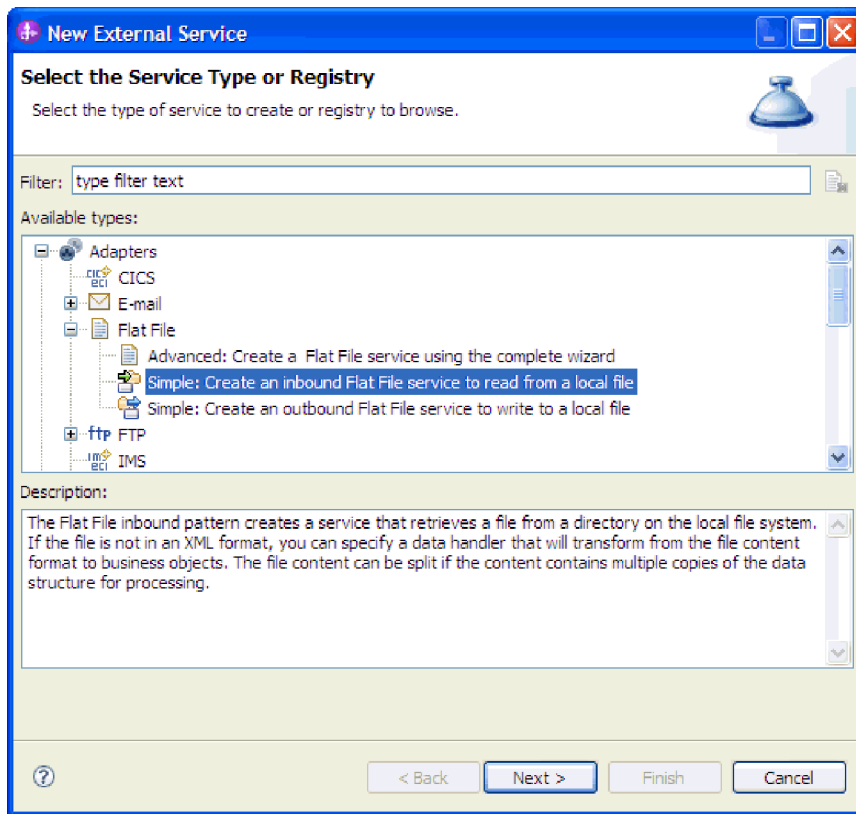 New External Service
Select the Service Type or Registry
Select the type of service to create or registry to browse.
Filter: type filter text
Available types:
Adapters
CICS
E-mail
Flat File
Advanced: Create a Flat File service using the complete wizard
Simple: Create an inbound Flat File service to read from a local file
Simple: Create an outbound Flat File service to write to a local file
ftp FTP
IMS
Description:
The Flat File inbound pattern creates a service that retrieves a file from a directory on the local file system.
If the file is not in an XML format, you can specify a data handler that will transform from the file content
format to business objects. The file content can be split if the content contains multiple copies of the data
structure for processing.
< Back Next > Finish Cancel